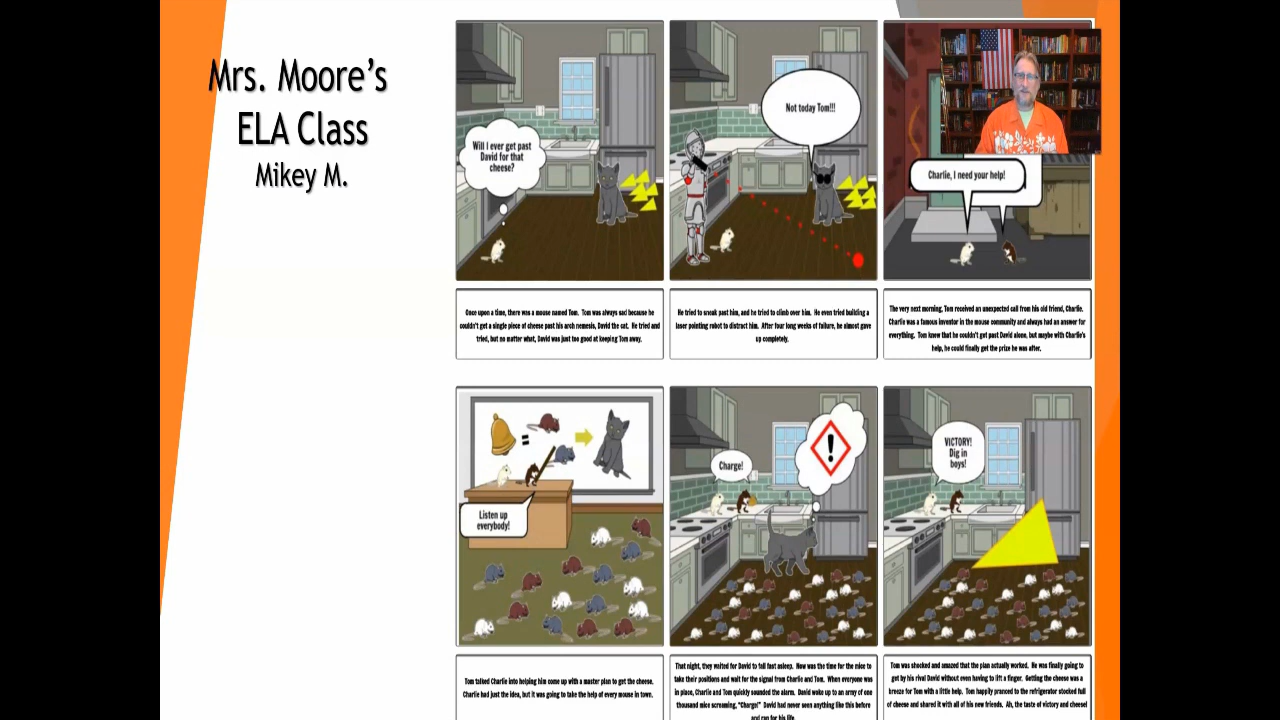 Mrs. Moore's
ELA Class
Mikey M.
Will I ever get past
David for that
cheese?
Not today Tom!!!
Charlie, I need your help!
Once upon a time, there was a mouse named Tom. Tom was always sad because he
couldn't get a single piece of cheese past his arch nemesis, David the cat. He tried and
tried, but no matter what, David was just too good at keeping Tom away.
He tried to sneak past him, and he tried to climb over him. He even tried building a
laser pointing robot to distract him. After four long weeks of failure, he almost gave
up completely.
The very next morning, Tom received an unexpected call from his old friend, Charlie.
Charlie was a famous inventor in the mouse community and always had an answer for
everything. Tom knew that he couldn't get past David alone, but maybe with Charlie's
help, he could finally get the prize he was after.
Listen up
everybody!
Charge!
!
VICTORY!
Dig in
boys!
Tom talked Charlie into helping him come up with a master plan to get the cheese.
Charlie had just the idea, but it was going to take the help of every mouse in town.
That night, they waited for David to fall fast asleep. Now was the time for the mice to
take their positions and wait for the signal from Charlie and Tom. When everyone was
in place, Charlie and Tom quickly sounded the alarm. David woke up to an army of one
thousand mice screaming, "Charge!" David had never seen anything like this before
and ran for his life.
Tom was shocked and amazed that the plan actually worked. He was finally going to
get by his rival David without even having to lift a finger. Getting the cheese was a
breeze for Tom with a little help. Tom happily pranced to the refrigerator stocked full
of cheese and shared it with all of his new friends. Ah, the taste of victory and cheese!